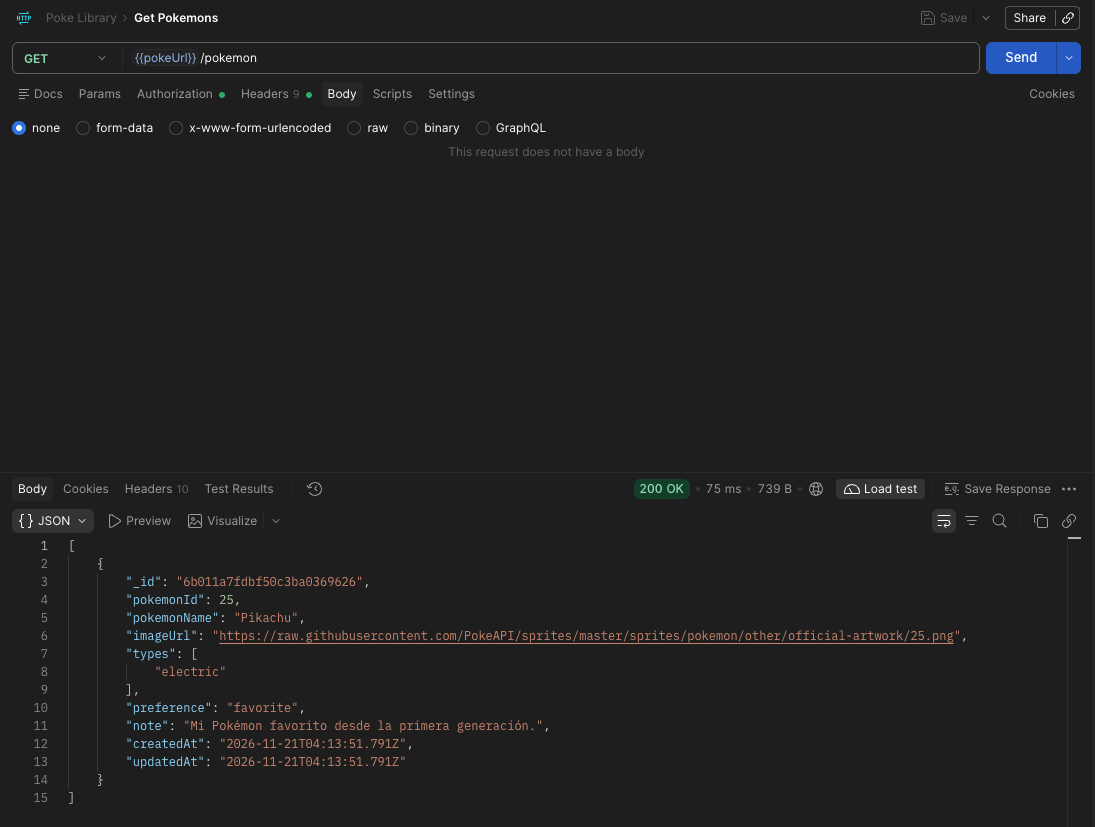 HTTP Poke Library > Get Pokemons Save Share
GET {{pokeUrl}} /pokemon Send
Docs Params Authorization Headers 9 Body Scripts Settings Cookies
none form-data x-www-form-urlencoded raw binary GraphQL
This request does not have a body
Body Cookies Headers 10 Test Results 200 OK • 75 ms • 739 B • Load test e.g. Save Response
{} JSON Preview Visualize
1 [
2 {
3 "_id": "6b011a7fdbf50c3ba0369626",
4 "pokemonId": 25,
5 "pokemonName": "Pikachu",
6 "imageUrl": "https://raw.githubusercontent.com/PokeAPI/sprites/master/sprites/pokemon/other/official-artwork/25.png",
7 "types": [
8 "electric"
9 ],
10 "preference": "favorite",
11 "note": "Mi Pokémon favorito desde la primera generación.",
12 "createdAt": "2026-11-21T04:13:51.791Z",
13 "updatedAt": "2026-11-21T04:13:51.791Z"
14 }
15 ]